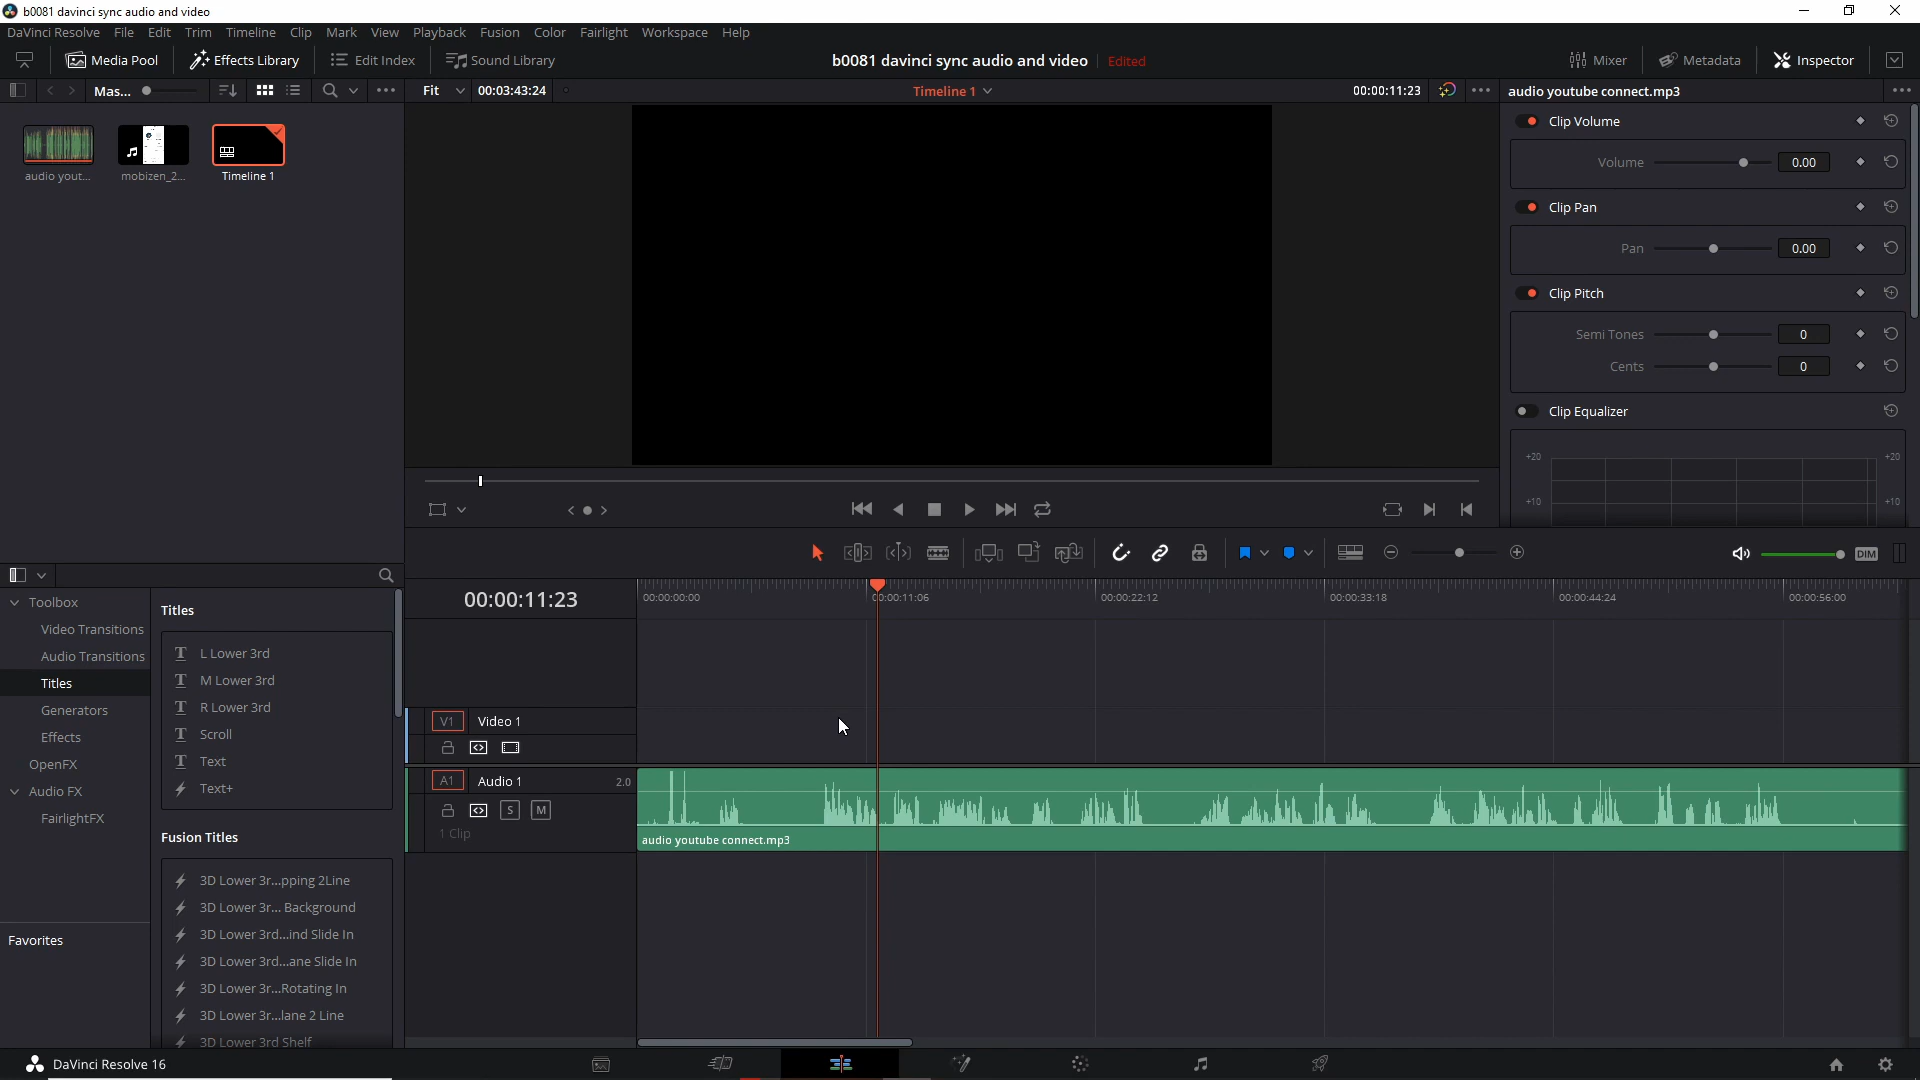 b0081 davinci sync audio and video
DaVinci Resolve File Edit Trim Timeline Clip Mark View Playback Fusion Color Fairlight Workspace Help
Media Pool Effects Library Edit Index Sound Library b0081 davinci sync audio and video Edited Mixer Metadata Inspector
Mas... Fit 00:03:43:24 Timeline 1 00:00:11:23 audio youtube connect.mp3
Clip Volume
Volume 0.00
audio yout... mobizen_2... Timeline 1
Clip Pan
Pan 0.00
Clip Pitch
Semi Tones 0
Cents 0
Clip Equalizer
+20 +20
+10 +10
DIM
00:00:11:23 00:00:00:00 00:00:11:06 00:00:22:12 00:00:33:18 00:00:44:24 00:00:56:00
Toolbox
Video Transitions
Audio Transitions
Titles
Generators
Effects
OpenFX
Audio FX
FairlightFX
Favorites
Titles
L Lower 3rd
M Lower 3rd
R Lower 3rd
Scroll
Text
Text+
Fusion Titles
3D Lower 3r...pping 2Line
3D Lower 3r... Background
3D Lower 3rd...ind Slide In
3D Lower 3rd...ane Slide In
3D Lower 3r...Rotating In
3D Lower 3r...lane 2 Line
3D Lower 3rd Shelf
V1 Video 1
A1 Audio 1 2.0
S M
1 Clip
audio youtube connect.mp3
DaVinci Resolve 16